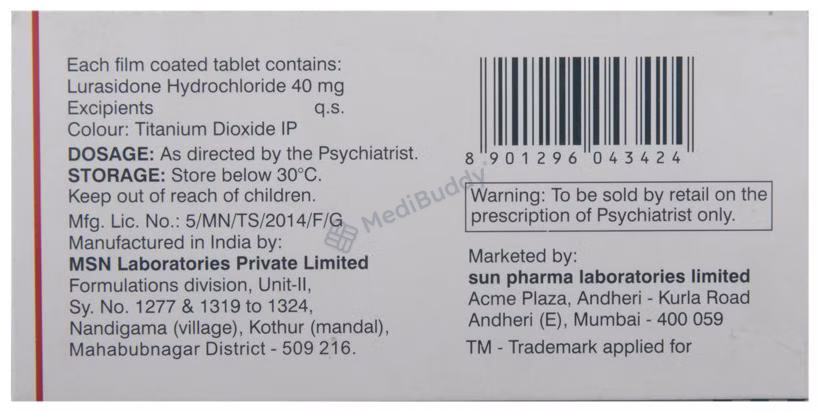 Each film coated tablet contains:
Lurasidone Hydrochloride 40 mg
Excipients q.s.
Colour: Titanium Dioxide IP
DOSAGE: As directed by the Psychiatrist.
STORAGE: Store below 30°C.
Keep out of reach of children.
Mfg. Lic. No.: 5/MN/TS/2014/F/G
Manufactured in India by:
MSN Laboratories Private Limited
Formulations division, Unit-II,
Sy. No. 1277 & 1319 to 1324,
Nandigama (village), Kothur (mandal),
Mahabubnagar District - 509 216.
8 901296 043424
Warning: To be sold by retail on the
prescription of Psychiatrist only.
Marketed by:
sun pharma laboratories limited
Acme Plaza, Andheri - Kurla Road
Andheri (E), Mumbai - 400 059
TM - Trademark applied for
MediBuddy